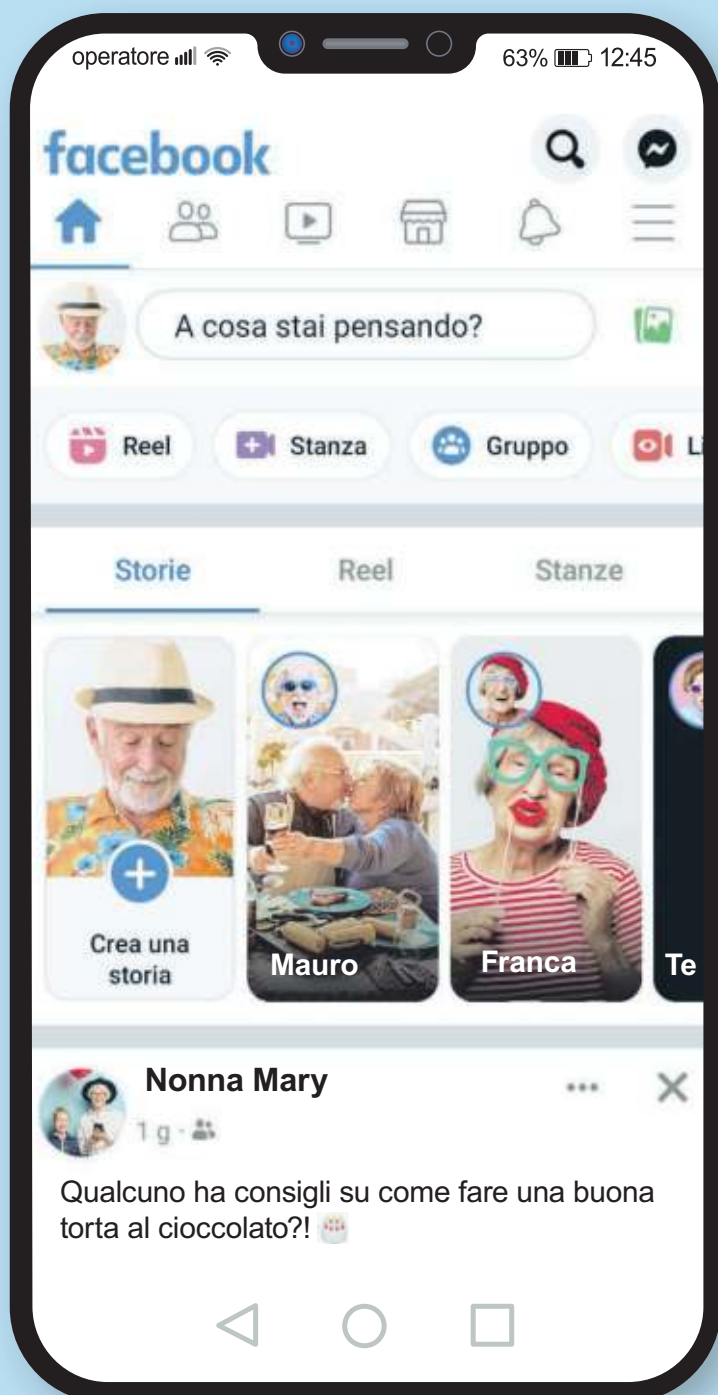 operatore 63% 12:45
facebook
A cosa stai pensando?
Reel Stanza Gruppo Li
Storie Reel Stanze
Crea una
storia
Mauro
Franca
Te
Nonna Mary
1 g
Qualcuno ha consigli su come fare una buona
torta al cioccolato?!